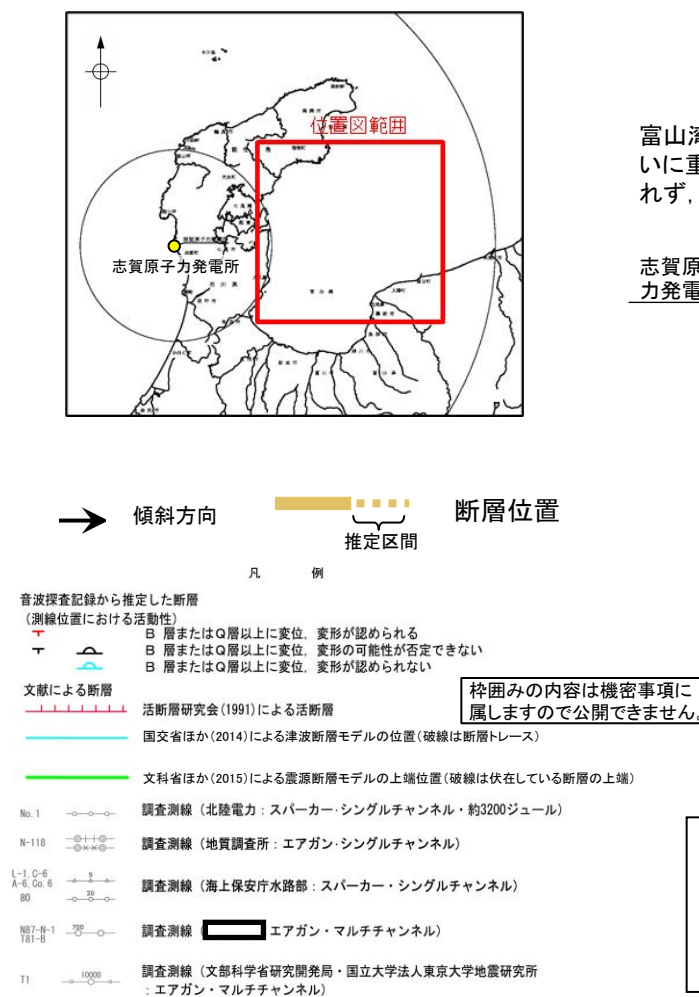 位置図範囲
志賀原子力発電所
富山湾
いに重
れず,
志賀原
力発電
傾斜方向
推定区間
断層位置
凡 例
音波探査記録から推定した断層
(測線位置における活動性)
B 層またはQ層以上に変位, 変形が認められる
B 層またはQ層以上に変位, 変形の可能性が否定できない
B 層またはQ層以上に変位, 変形が認められない
文献による断層
枠囲みの内容は機密事項に
属しますので公開できません。
活断層研究会(1991)による活断層
国交省ほか(2014)による津波断層モデルの位置(破線は断層トレース)
文科省ほか(2015)による震源断層モデルの上端位置(破線は伏在している断層の上端)
No. 1 調査測線 (北陸電力:スパーカー・シングルチャンネル・約3200ジュール)
N-118 調査測線 (地質調査所:エアガン・シングルチャンネル)
L-1, C-6
A-6, Co. 6 5
調査測線 (海上保安庁水路部:スパーカー・シングルチャンネル)
80 20
N87-N-1
T81-B 700
調査測線 ( エアガン・マルチチャンネル)
T1 10000
調査測線 (文部科学省研究開発局・国立大学法人東京大学地震研究所
:エアガン・マルチチャンネル)